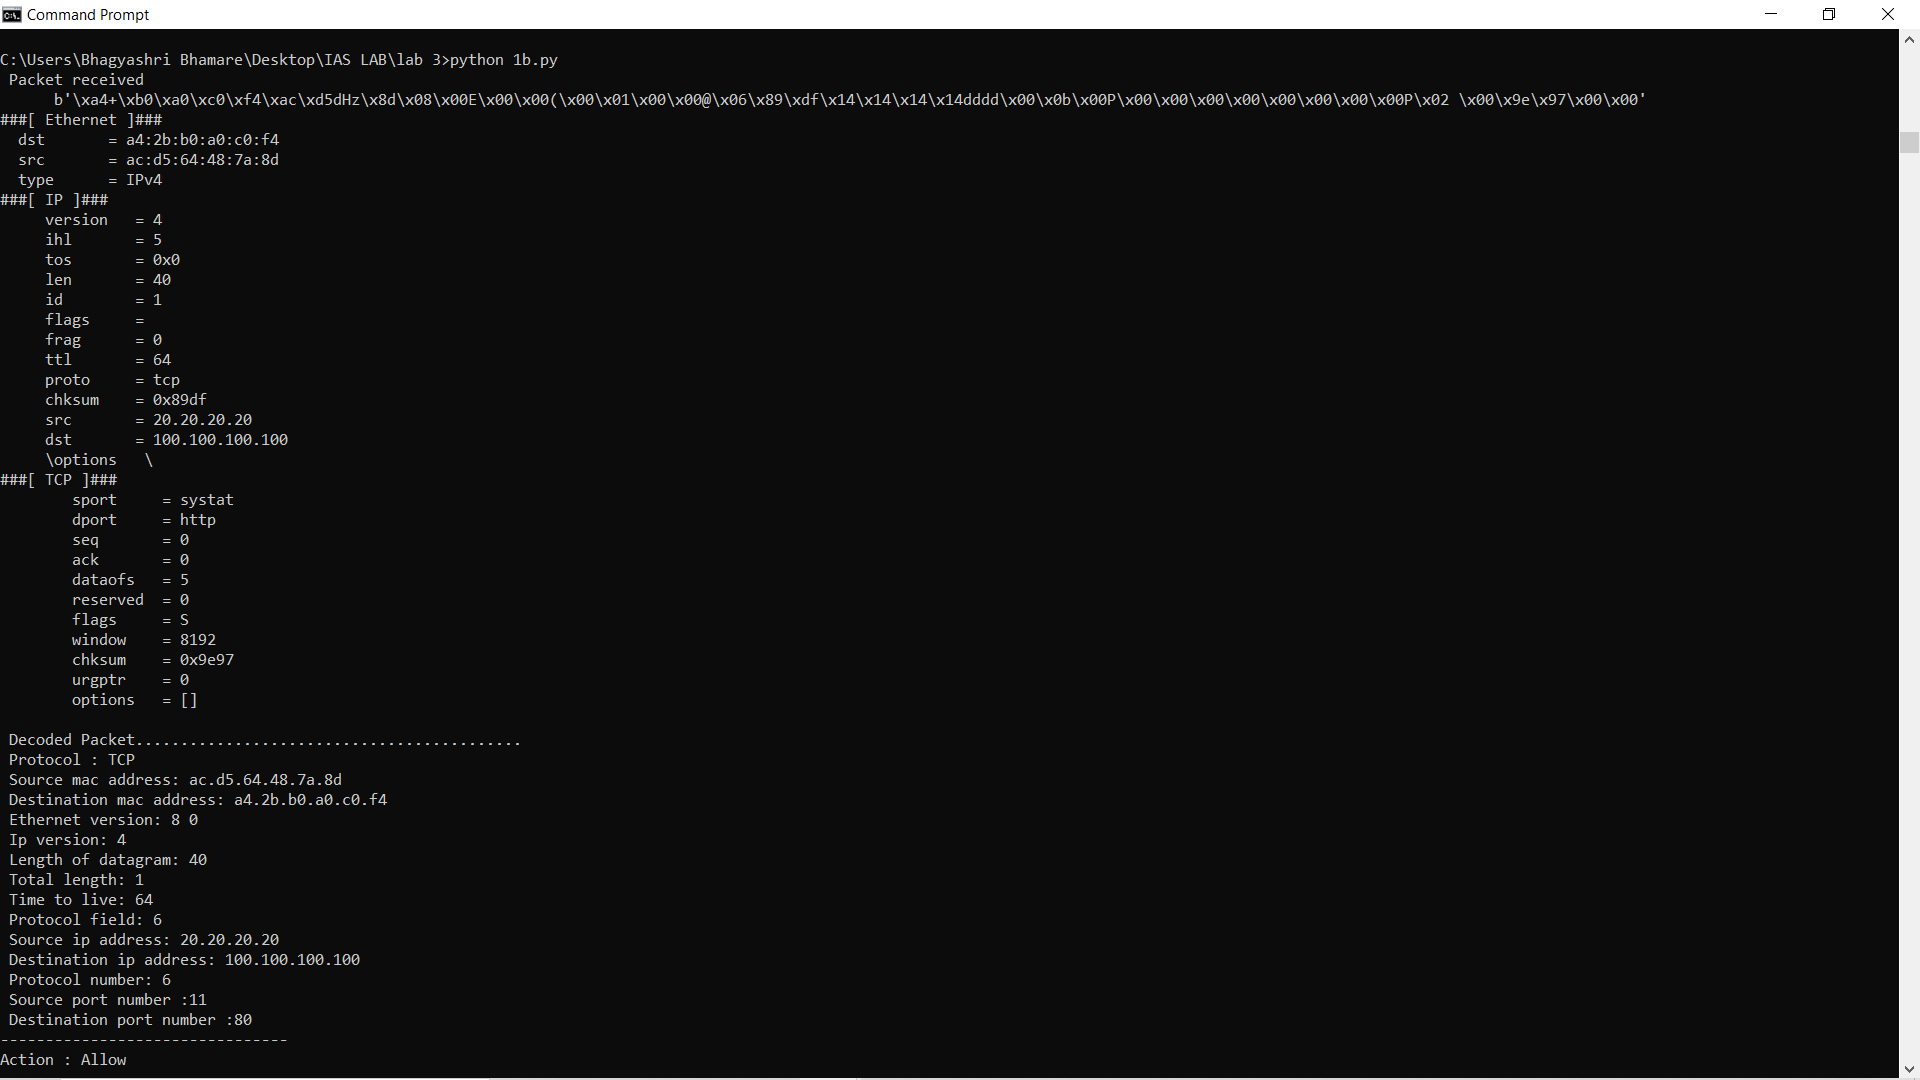 Command Prompt
C:\Users\Bhagyashri Bhamare\Desktop\IAS LAB\lab 3>python 1b.py
 Packet received
      b'\xa4+\xb0\xa0\xc0\xf4\xac\xd5dHz\x8d\x08\x00E\x00\x00(\x00\x01\x00\x00@\x06\x89\xdf\x14\x14\x14\x14dddd\x00\x0b\x00P\x00\x00\x00\x00\x00\x00\x00\x00P\x02 \x00\x9e\x97\x00\x00'
###[ Ethernet ]###
  dst       = a4:2b:b0:a0:c0:f4
  src       = ac:d5:64:48:7a:8d
  type      = IPv4
###[ IP ]###
     version   = 4
     ihl       = 5
     tos       = 0x0
     len       = 40
     id        = 1
     flags     =
     frag      = 0
     ttl       = 64
     proto     = tcp
     chksum    = 0x89df
     src       = 20.20.20.20
     dst       = 100.100.100.100
     \options   \
###[ TCP ]###
        sport     = systat
        dport     = http
        seq       = 0
        ack       = 0
        dataofs   = 5
        reserved  = 0
        flags     = S
        window    = 8192
        chksum    = 0x9e97
        urgptr    = 0
        options   = []
 Decoded Packet...........................................
 Protocol : TCP
 Source mac address: ac.d5.64.48.7a.8d
 Destination mac address: a4.2b.b0.a0.c0.f4
 Ethernet version: 8 0
 Ip version: 4
 Length of datagram: 40
 Total length: 1
 Time to live: 64
 Protocol field: 6
 Source ip address: 20.20.20.20
 Destination ip address: 100.100.100.100
 Protocol number: 6
 Source port number :11
 Destination port number :80
--------------------------------
Action : Allow